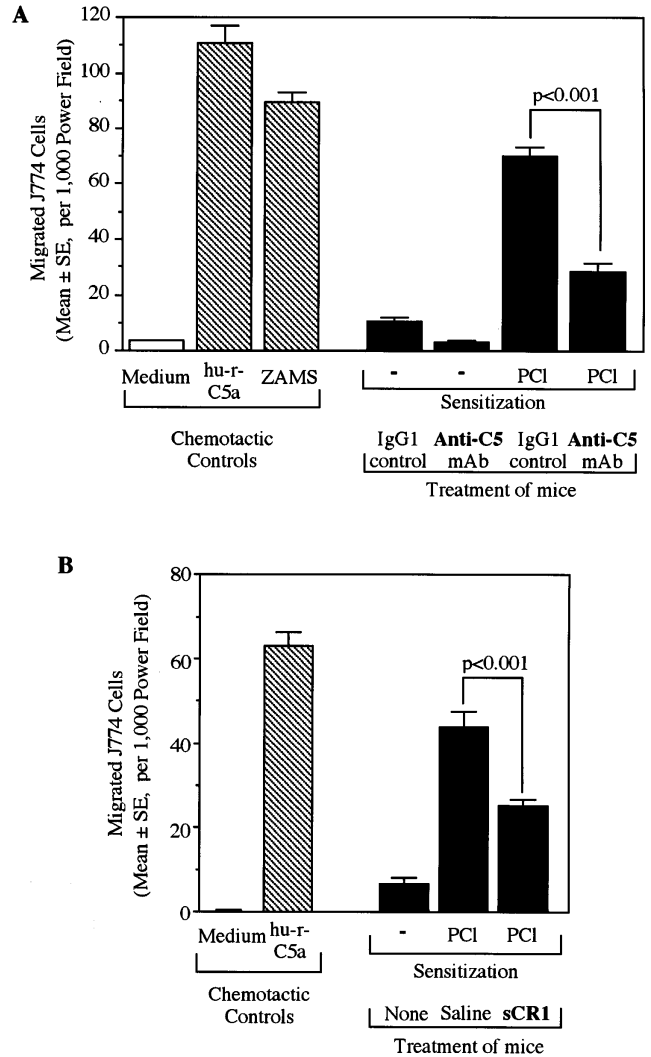 A
Migrated J774 Cells
(Mean ± SE, per 1,000 Power Field)
120
100
80
60
40
20
0
p<0.001
Medium
hu-r-
C5a
ZAMS
- - PCl PCl
Sensitization
Chemotactic
Controls
IgG1 Anti-C5 IgG1 Anti-C5
control mAb control mAb
Treatment of mice
B
Migrated J774 Cells
(Mean ± SE, per 1,000 Power Field)
80
60
40
20
0
p<0.001
Medium
hu-r-
C5a
- PCl PCl
Sensitization
Chemotactic
Controls
None Saline sCR1
Treatment of mice